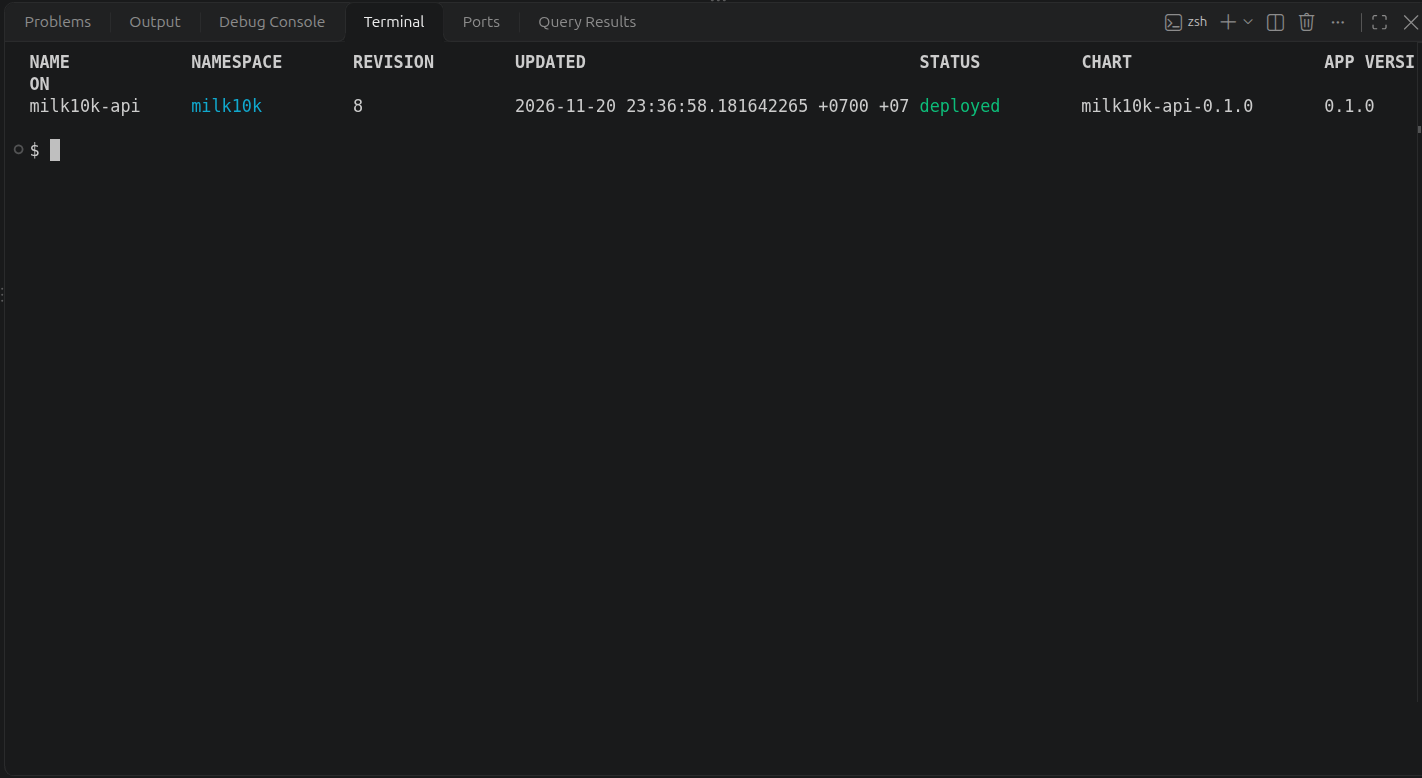 Problems Output Debug Console Terminal Ports Query Results zsh
NAME NAMESPACE REVISION UPDATED STATUS CHART APP VERSI
ON
milk10k-api milk10k 8 2026-11-20 23:36:58.181642265 +0700 +07 deployed milk10k-api-0.1.0 0.1.0
$